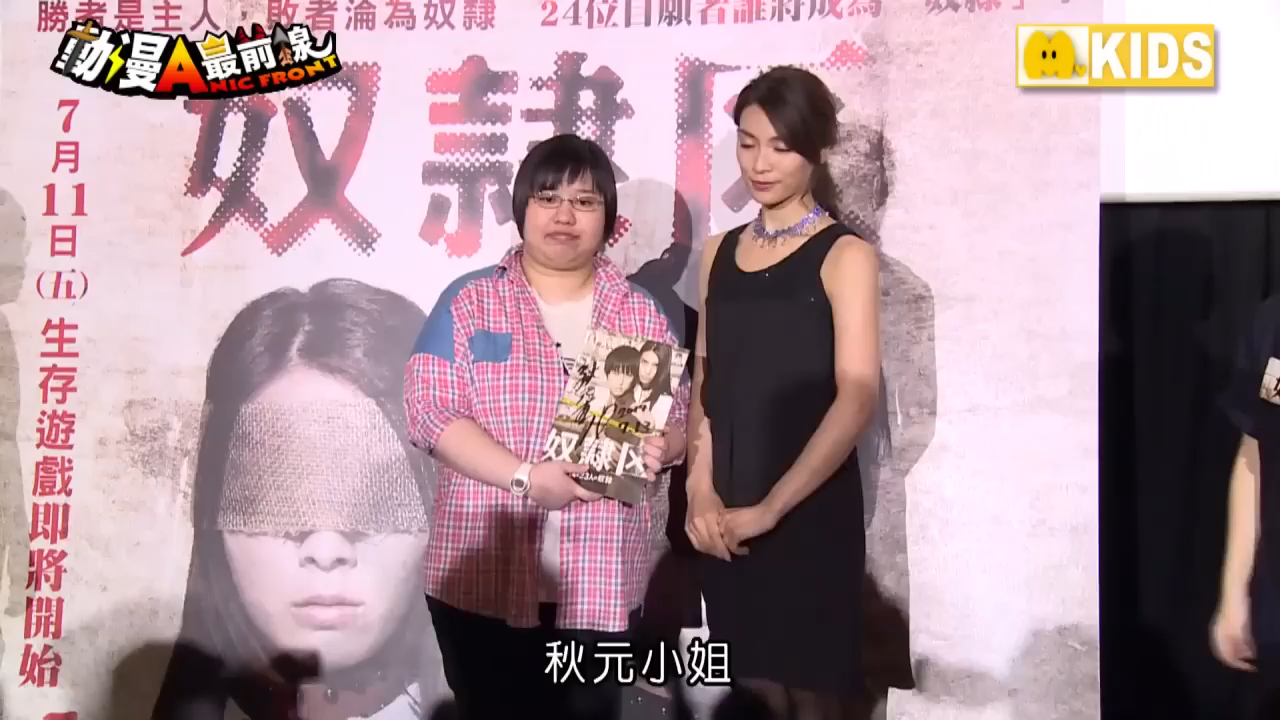 勝者是主人，敗者淪為奴隸
24位自願者誰將成為「奴隸」？
動漫A最前線
ANIC FRONT
M.KIDS
奴隸区
7月11日(五)生存遊戲即將開始
奴隸区
秋元小姐